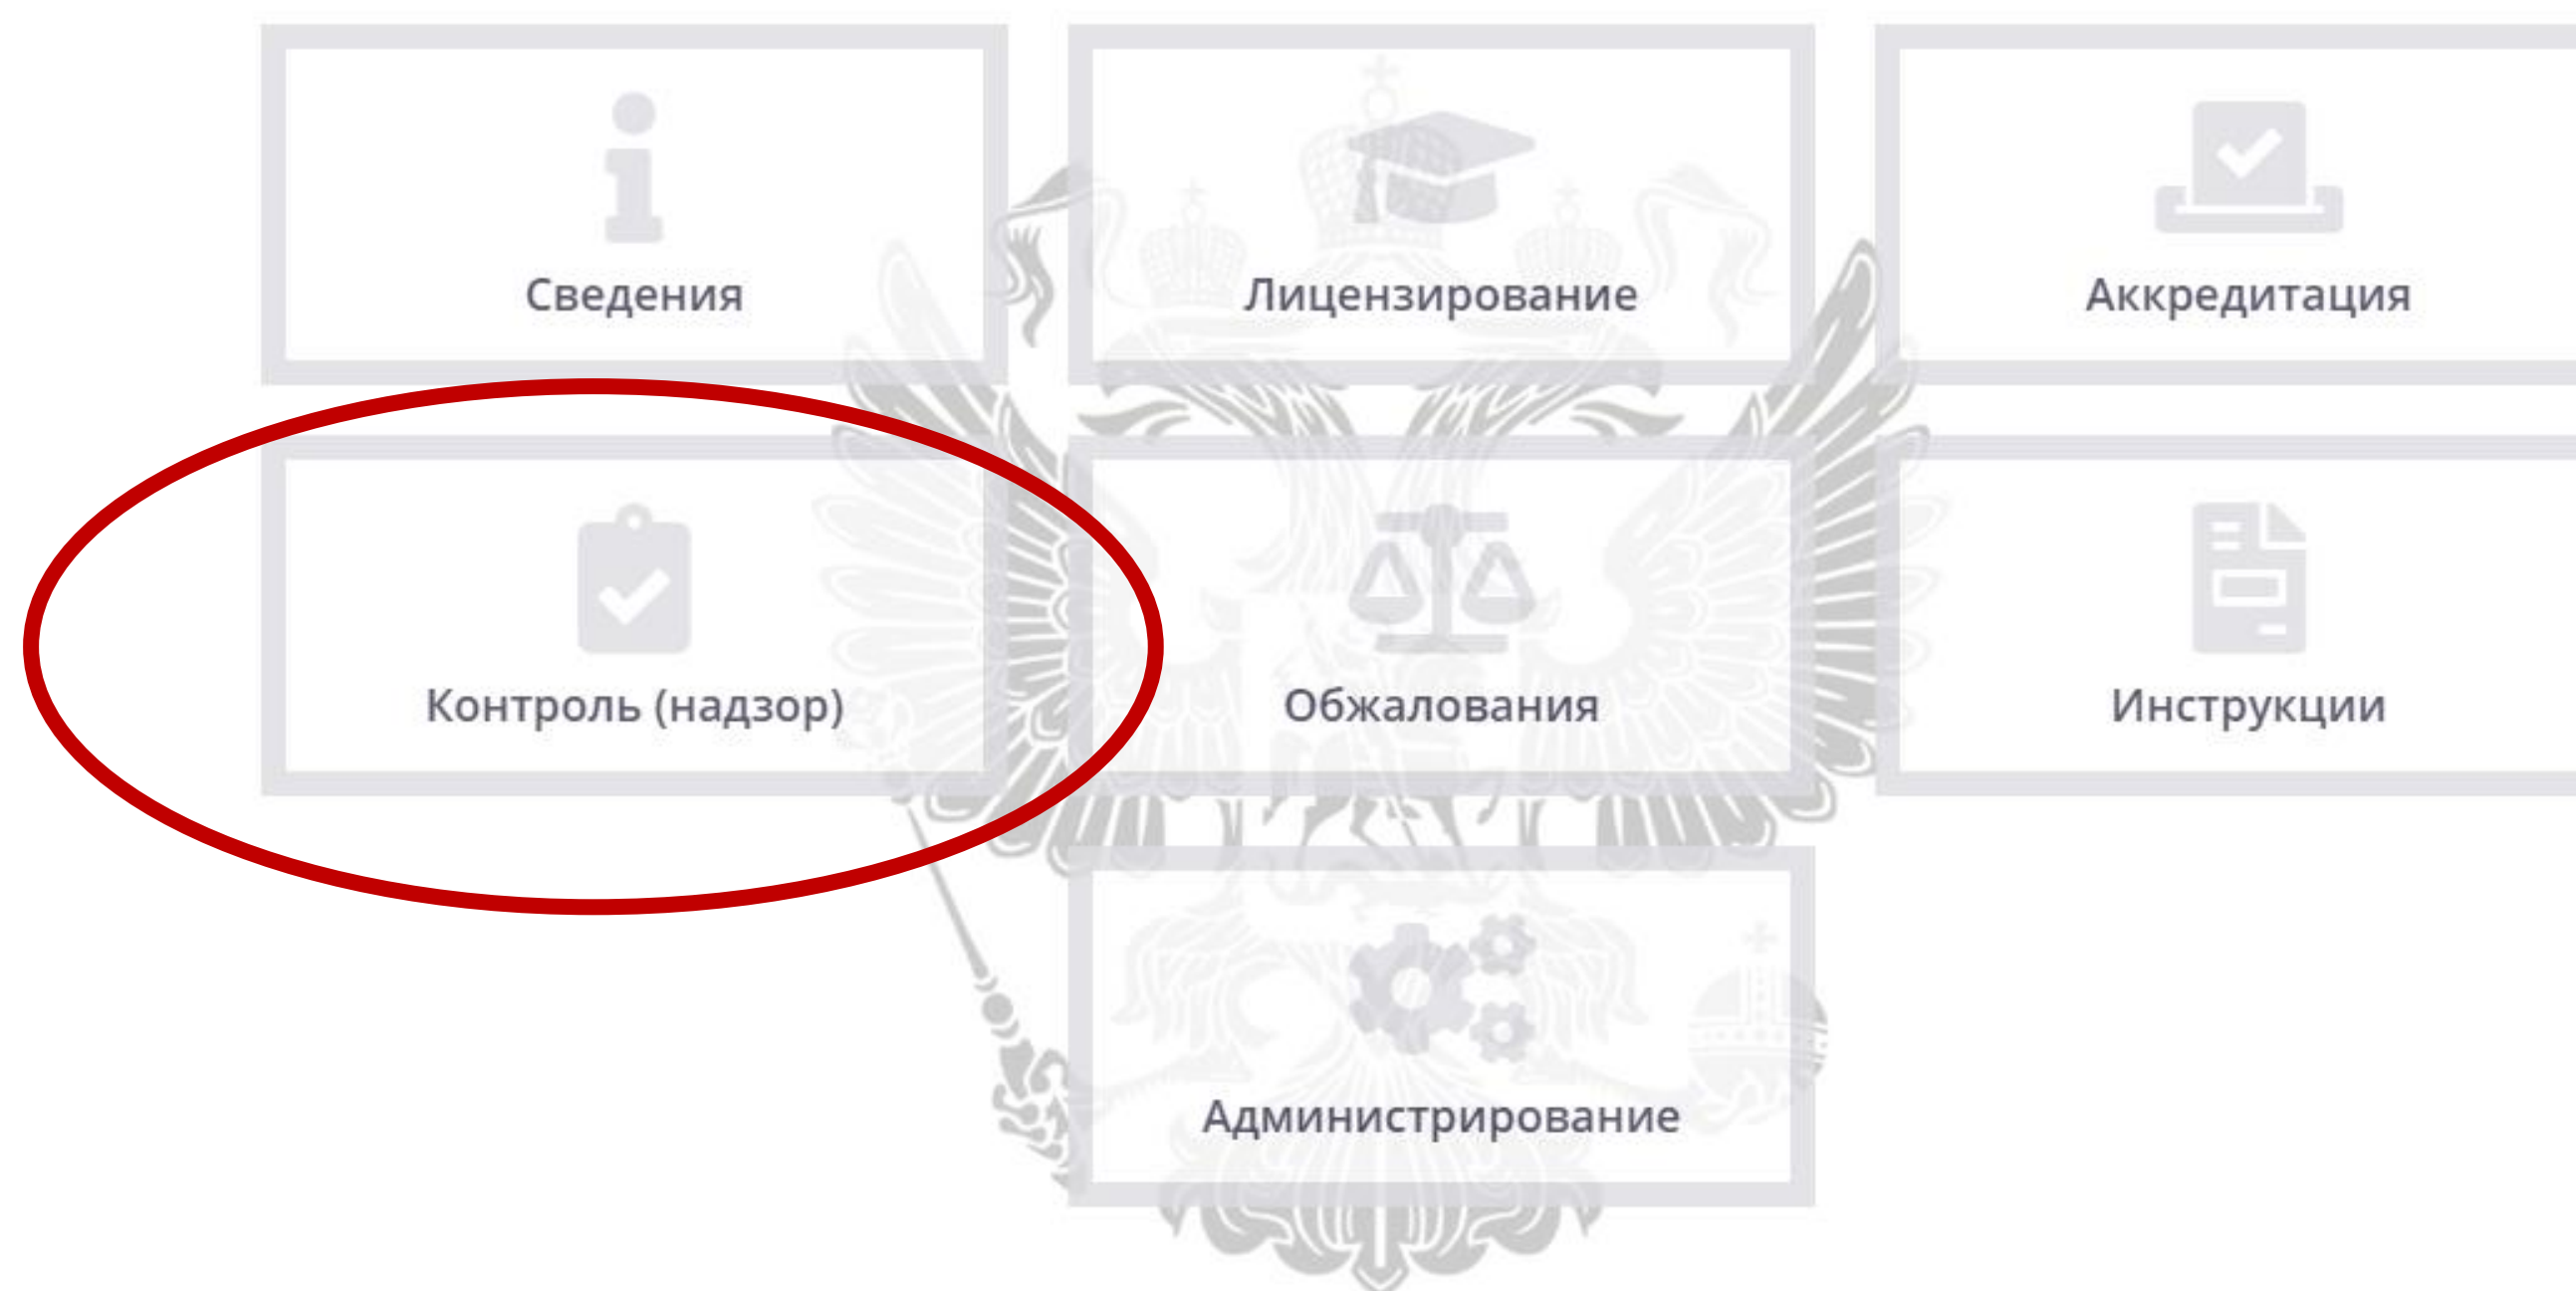 Сведения
Лицензирование
Аккредитация
Контроль (надзор)
Обжалования
Инструкции
Администрирование